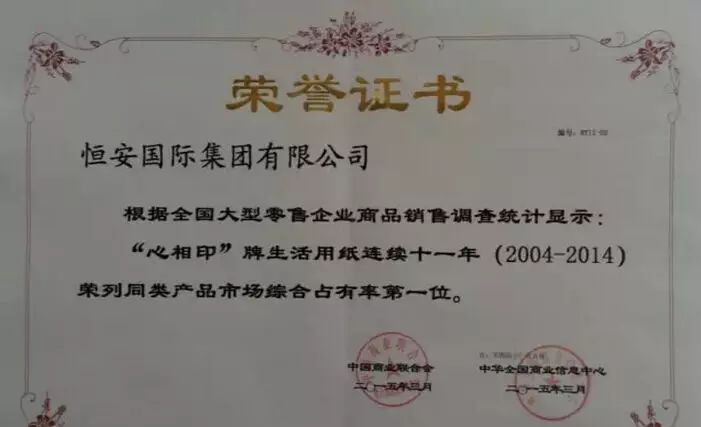 荣誉证书
编号：
恒安国际集团有限公司
根据全国大型零售企业商品销售调查统计显示：
“心相印”牌生活用纸连续十一年（2004-2014）
荣列同类产品市场综合占有率第一位。
中国商业联合会 中华全国商业信息中心
二〇一五年三月 二〇一五年三月